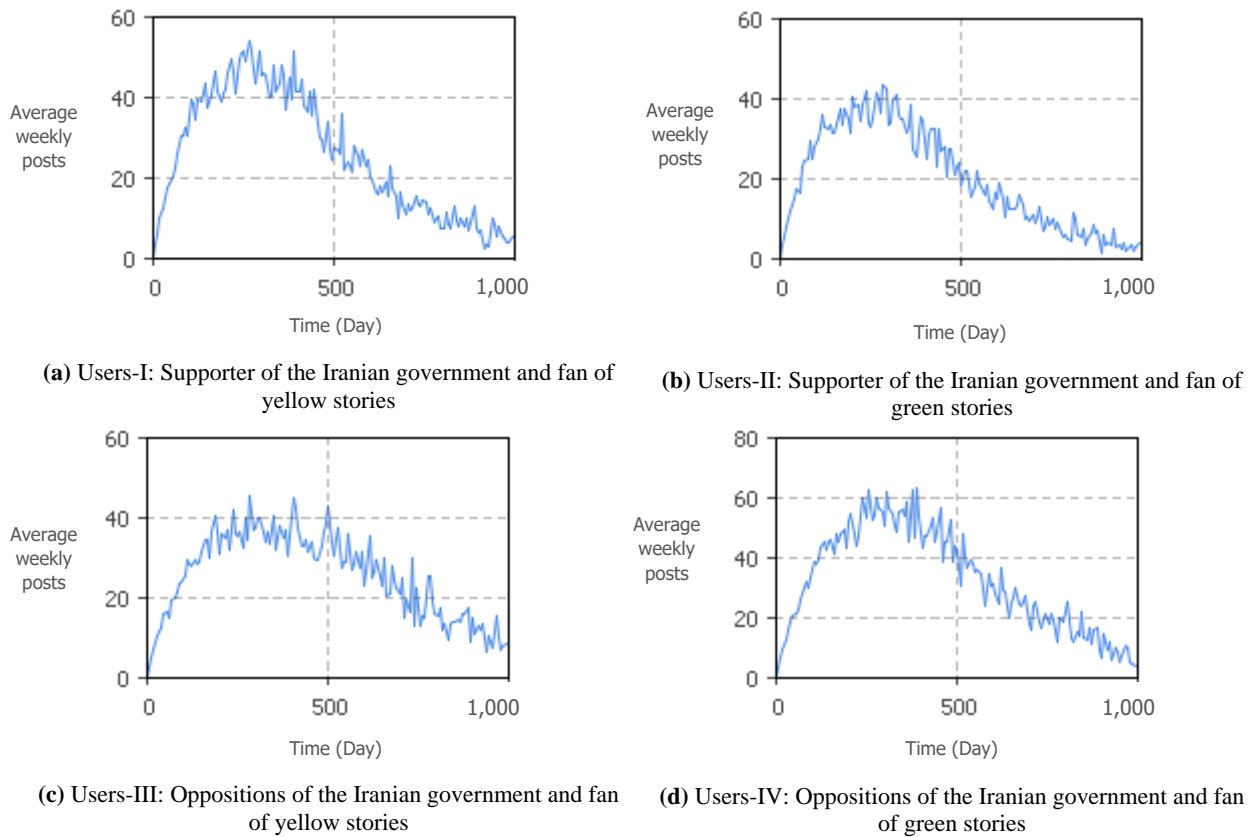 60
40
20
0
Average
weekly
posts
0
500
1,000
Time (Day)
(a) Users-I: Supporter of the Iranian government and fan of
yellow stories
60
40
20
0
Average
weekly
posts
0
500
1,000
Time (Day)
(b) Users-II: Supporter of the Iranian government and fan of
green stories
60
40
20
0
Average
weekly
posts
0
500
1,000
Time (Day)
(c) Users-III: Oppositions of the Iranian government and fan
of yellow stories
80
60
40
20
0
Average
weekly
posts
0
500
1,000
Time (Day)
(d) Users-IV: Oppositions of the Iranian government and fan
of green stories